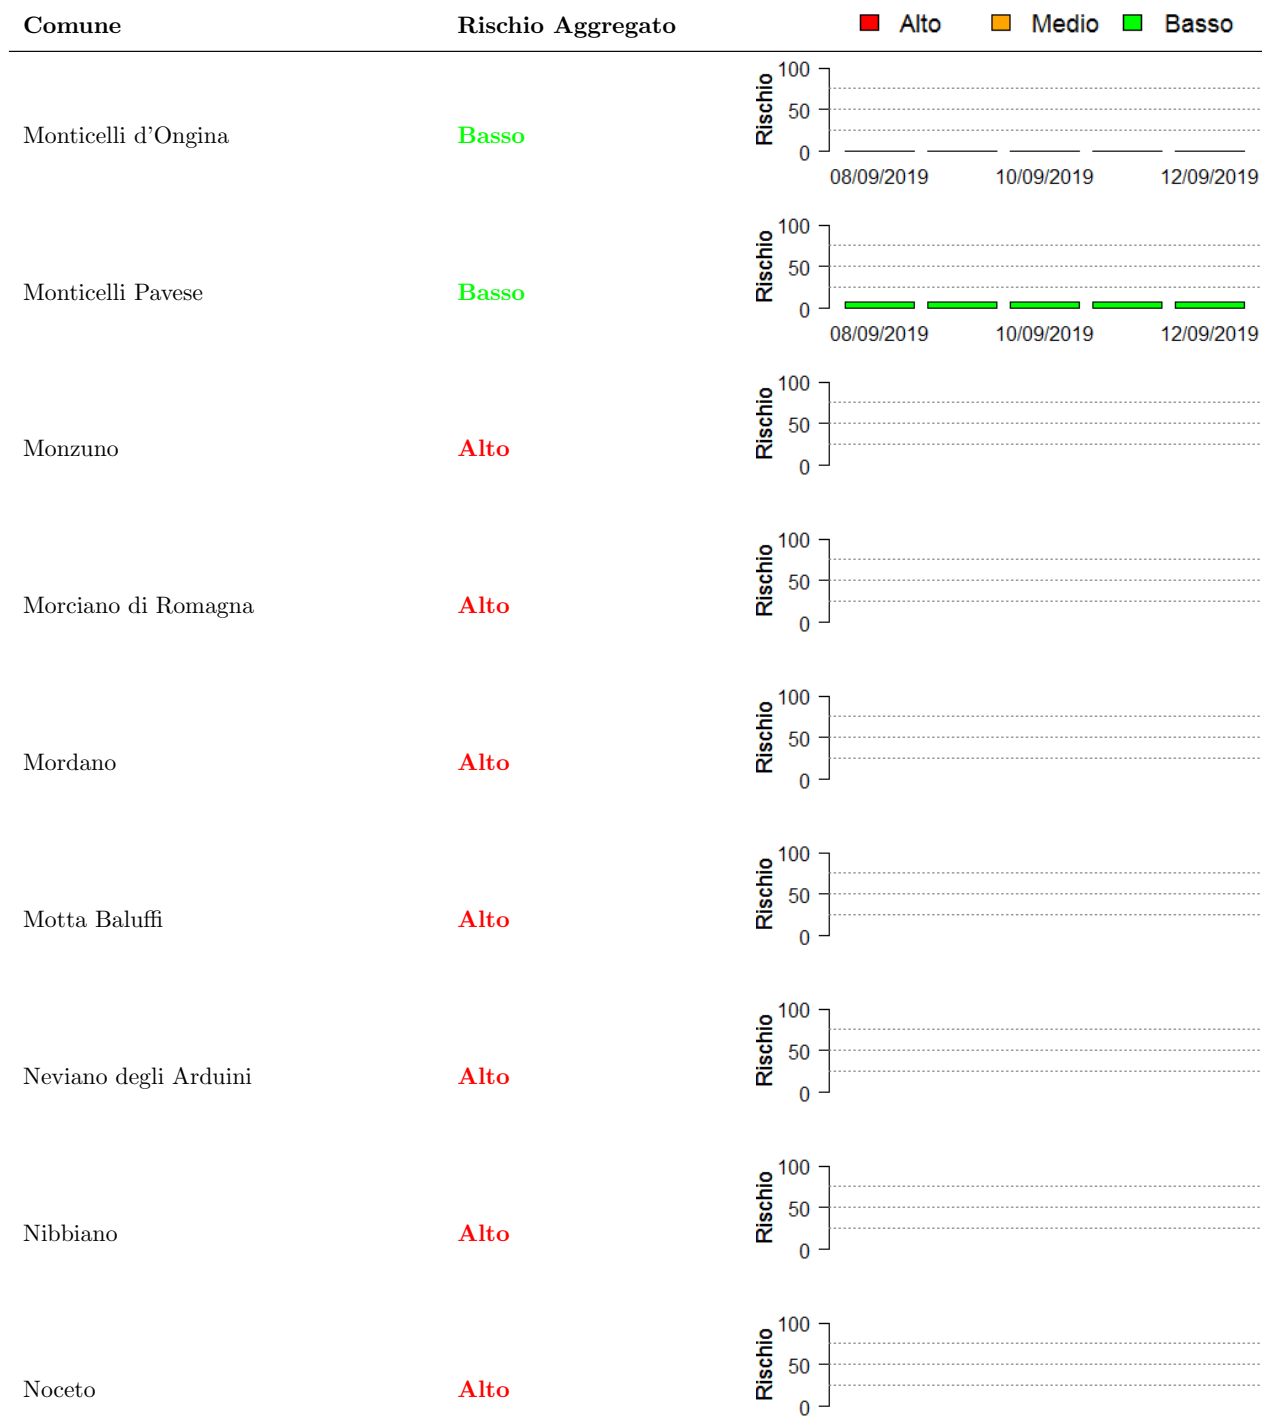 Comune Rischio Aggregato Alto Medio Basso
100
Rischio
50
Monticelli d'Ongina Basso
0
08/09/2019 10/09/2019 12/09/2019
100
Rischio
50
Monticelli Pavese Basso
0
08/09/2019 10/09/2019 12/09/2019
100
Rischio
50
Monzuno Alto
0
100
Rischio
50
Morciano di Romagna Alto
0
100
Rischio
50
Mordano Alto
0
100
Rischio
50
Motta Baluffi Alto
0
100
Rischio
50
Neviano degli Arduini Alto
0
100
Rischio
50
Nibbiano Alto
0
100
Rischio
50
Noceto Alto
0